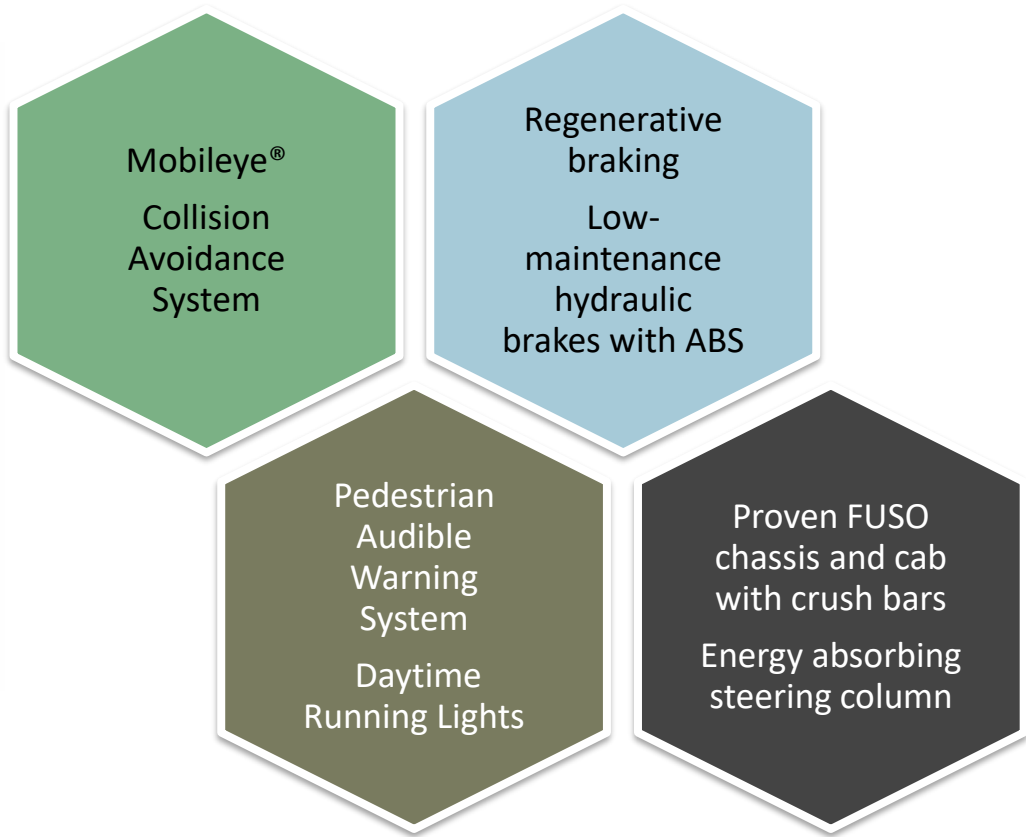 Mobileye®
Collision
Avoidance
System
Regenerative
braking
Low-
maintenance
hydraulic
brakes with ABS
Pedestrian
Audible
Warning
System
Daytime
Running Lights
Proven FUSO
chassis and cab
with crush bars
Energy absorbing
steering column